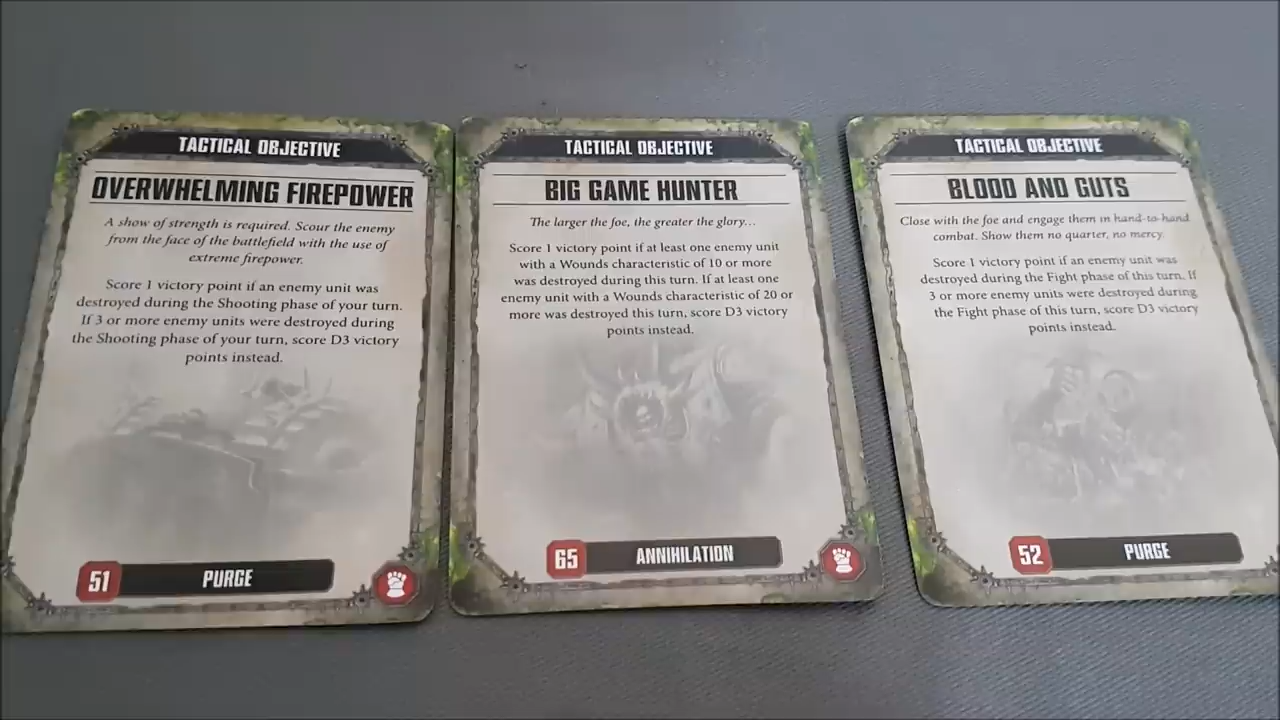 TACTICAL OBJECTIVE
OVERWHELMING FIREPOWER
A show of strength is required. Scour the enemy
from the face of the battlefield with the use of
extreme firepower.
Score 1 victory point if an enemy unit was
destroyed during the Shooting phase of your turn.
If 3 or more enemy units were destroyed during
the Shooting phase of your turn, score D3 victory
points instead.
51
PURGE
TACTICAL OBJECTIVE
BIG GAME HUNTER
The larger the foe, the greater the glory...
Score 1 victory point if at least one enemy unit
with a Wounds characteristic of 10 or more
was destroyed during this turn. If at least one
enemy unit with a Wounds characteristic of 20 or
more was destroyed this turn, score D3 victory
points instead.
65
ANNIHILATION
TACTICAL OBJECTIVE
BLOOD AND GUTS
Close with the foe and engage them in hand-to-hand
combat. Show them no quarter, no mercy.
Score 1 victory point if an enemy unit was
destroyed during the Fight phase of this turn. If
3 or more enemy units were destroyed during
the Fight phase of this turn, score D3 victory
points instead.
52
PURGE